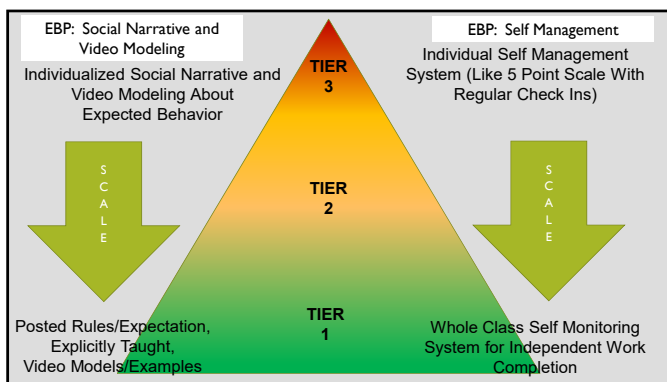 EBP: Social Narrative and
Video Modeling
Individualized Social Narrative and
Video Modeling About
Expected Behavior
SCALE
Posted Rules/Expectation,
Explicitly Taught,
Video Models/Examples
TIER
3
TIER
2
TIER
1
EBP: Self Management
Individual Self Management
System (Like 5 Point Scale With
Regular Check Ins)
SCALE
Whole Class Self Monitoring
System for Independent Work
Completion